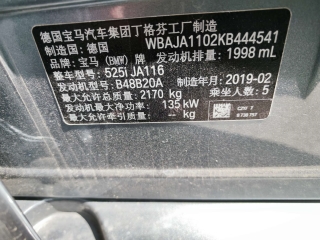 德国宝马汽车集团丁格芬工厂制造
制造国:德国 WBAJA1102KB444541
品牌:宝马 (BMW)牌 发动机排量:1998 mL
整车型号:525i JA116
发动机型号:B48B20A 制造年月:2019-02
最大允许总质量:2170 kg 乘坐人数:5
发动机最大净功率:135 kW
最大允许牵引质量:-- kg